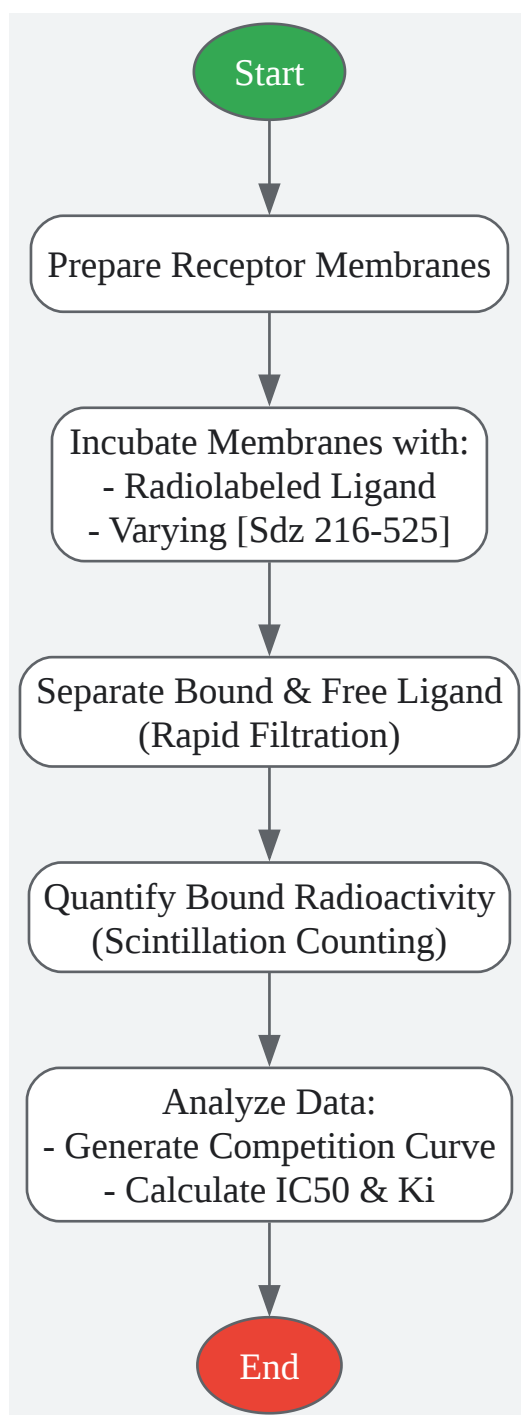 Start
Prepare Receptor Membranes
Incubate Membranes with:
- Radiolabeled Ligand
- Varying [Sdz 216-525]
Separate Bound & Free Ligand
(Rapid Filtration)
Quantify Bound Radioactivity
(Scintillation Counting)
Analyze Data:
- Generate Competition Curve
- Calculate IC50 & Ki
End